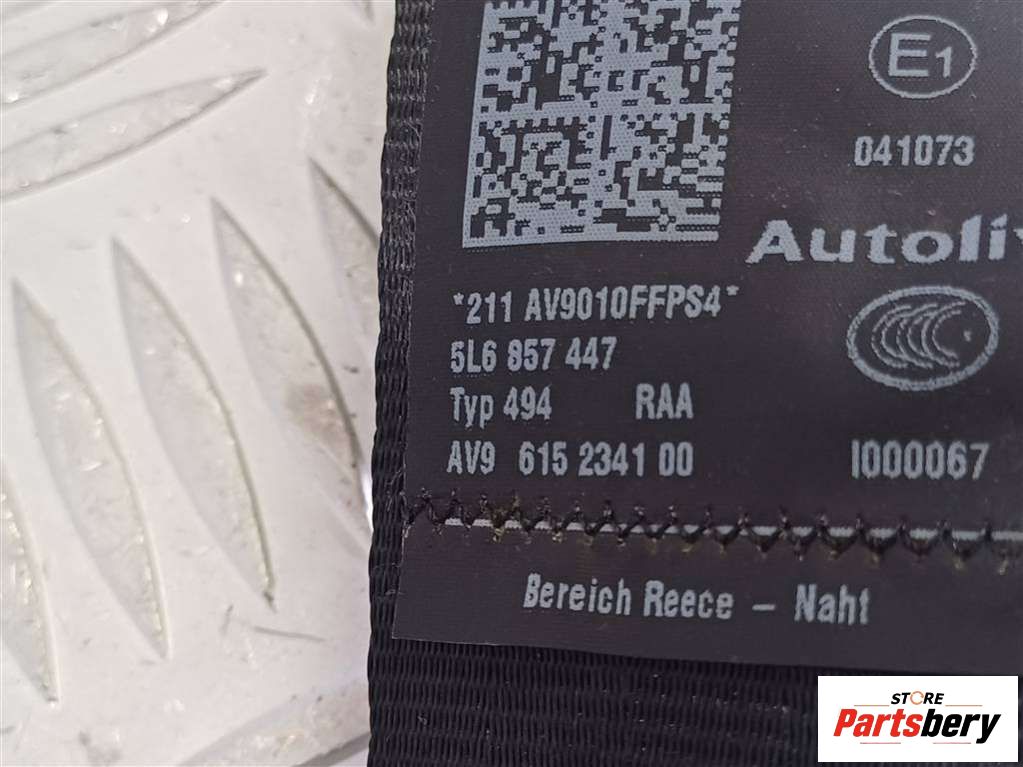 E1
041073
*211 AV9010FFPS4*
5L6 857 447
Typ 494 RAA
AV9 615 2341 00
I000067
Bereich Reece - Naht
STORE
Partsbery